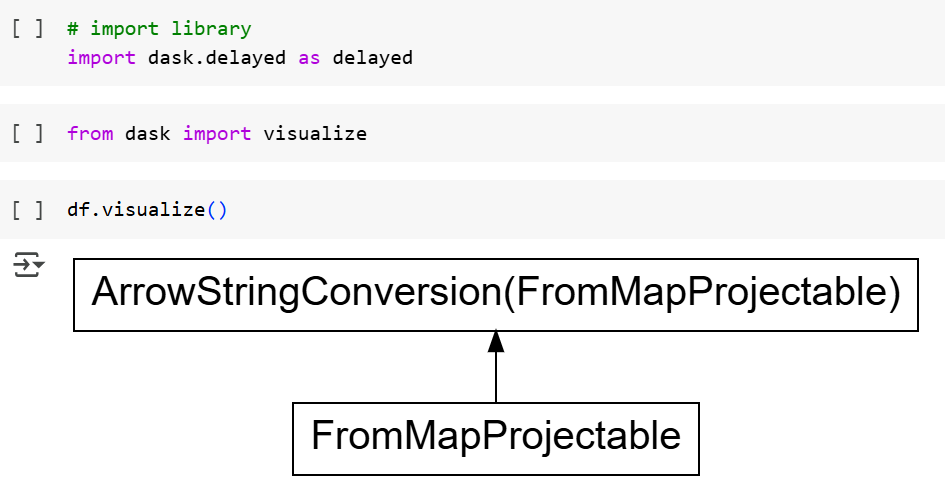 [ ] # import library
import dask.delayed as delayed
[ ] from dask import visualize
[ ] df.visualize()
ArrowStringConversion(FromMapProjectable)
FromMapProjectable